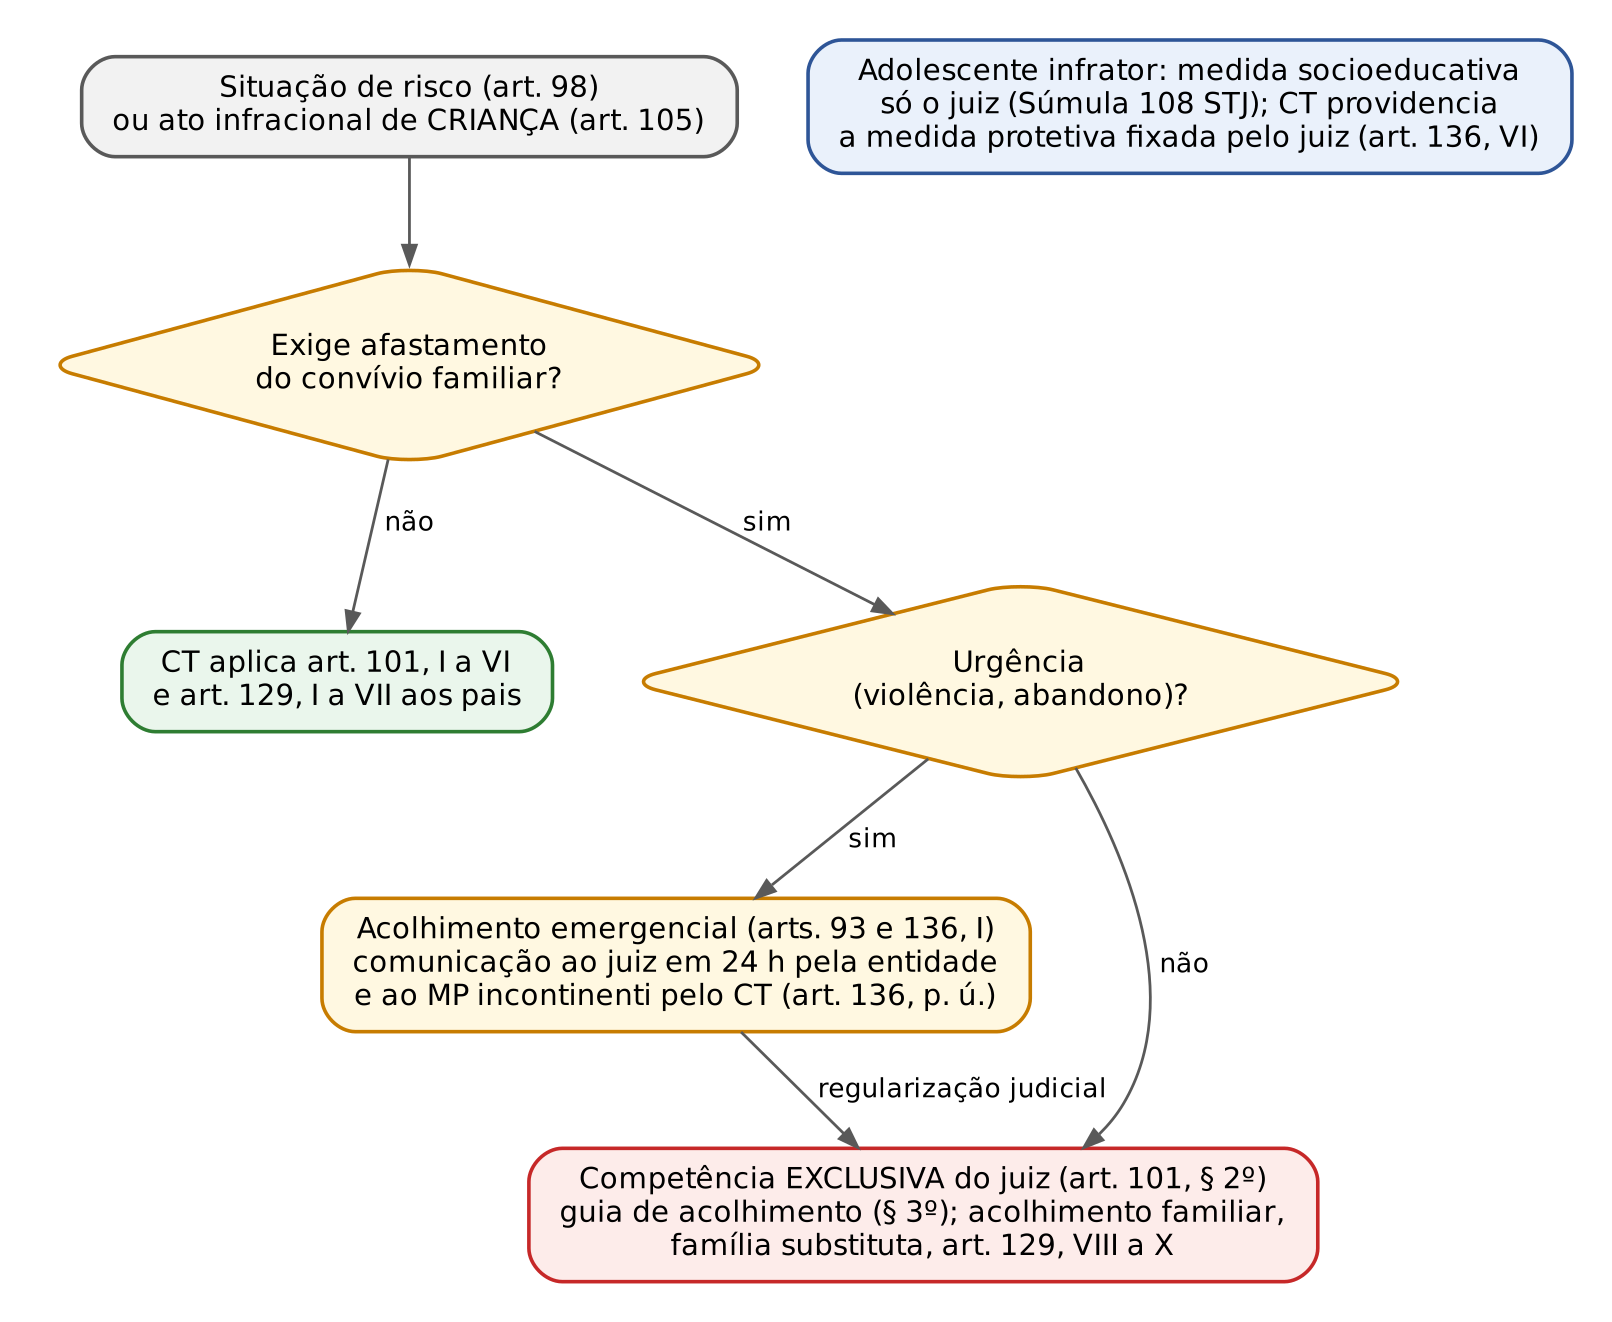 Situação de risco (art. 98)
ou ato infracional de CRIANÇA (art. 105)
Adolescente infrator: medida socioeducativa
só o juiz (Súmula 108 STJ); CT providencia
a medida protetiva fixada pelo juiz (art. 136, VI)
Exige afastamento
do convívio familiar?
não
sim
CT aplica art. 101, I a VI
e art. 129, I a VII aos pais
Urgência
(violência, abandono)?
sim
não
Acolhimento emergencial (arts. 93 e 136, I)
comunicação ao juiz em 24 h pela entidade
e ao MP incontinenti pelo CT (art. 136, p. ú.)
regularização judicial
Competência EXCLUSIVA do juiz (art. 101, § 2º)
guia de acolhimento (§ 3º); acolhimento familiar,
família substituta, art. 129, VIII a X